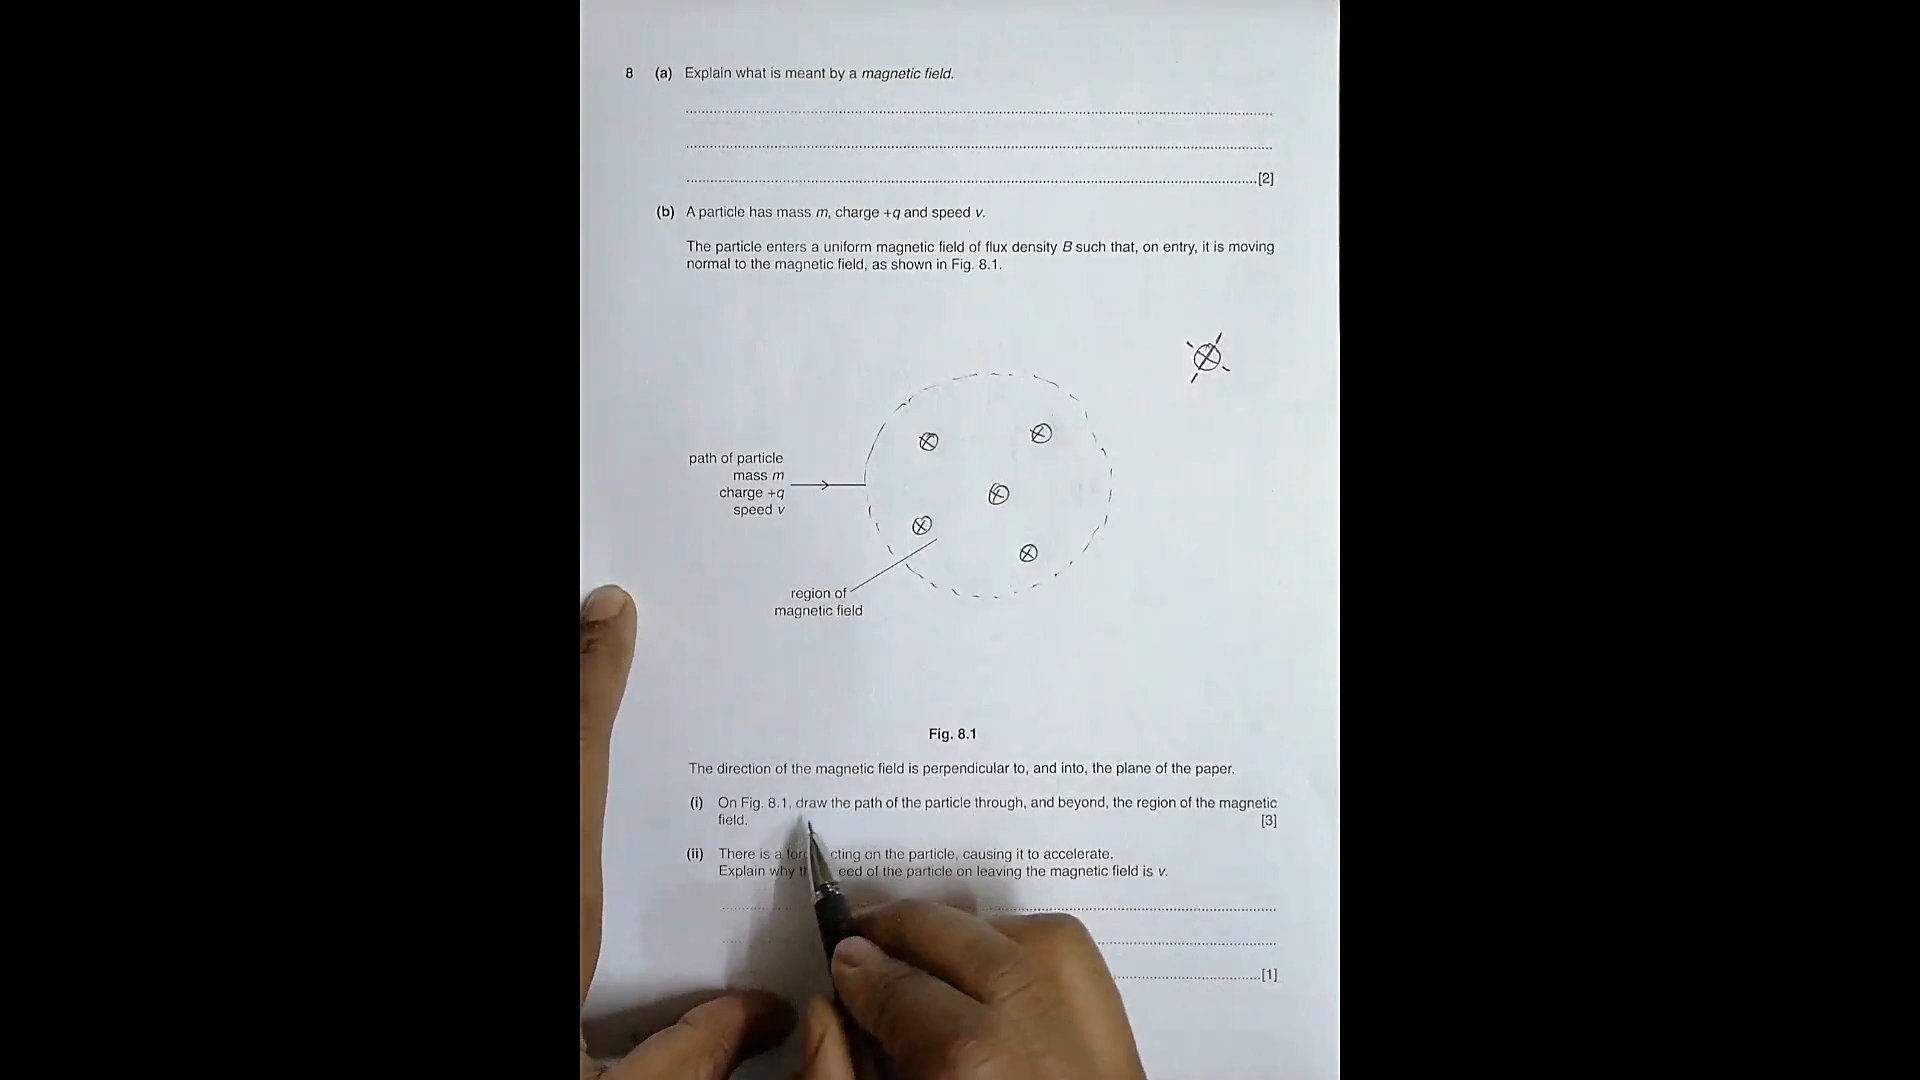 8 (a) Explain what is meant by a magnetic field.
[2]
(b) A particle has mass m, charge +q and speed v.
The particle enters a uniform magnetic field of flux density B such that, on entry, it is moving
normal to the magnetic field, as shown in Fig. 8.1.
path of particle
mass m
charge +q
speed v
region of
magnetic field
Fig. 8.1
The direction of the magnetic field is perpendicular to, and into, the plane of the paper.
(i) On Fig. 8.1, draw the path of the particle through, and beyond, the region of the magnetic
field. [3]
(ii) There is a cting on the particle, causing it to accelerate.
Explain why eed of the particle on leaving the magnetic field is v.
[1]